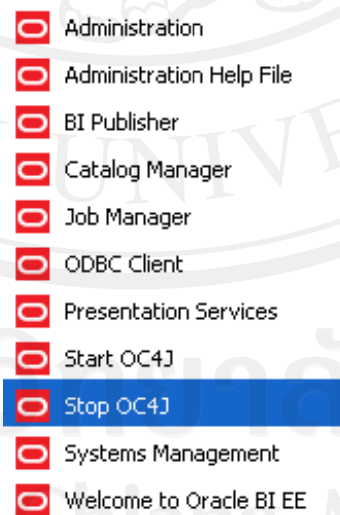 Administration
Administration Help File
BI Publisher
Catalog Manager
Job Manager
ODBC Client
Presentation Services
Start OC4J
Stop OC4J
Systems Management
Welcome to Oracle BI EE